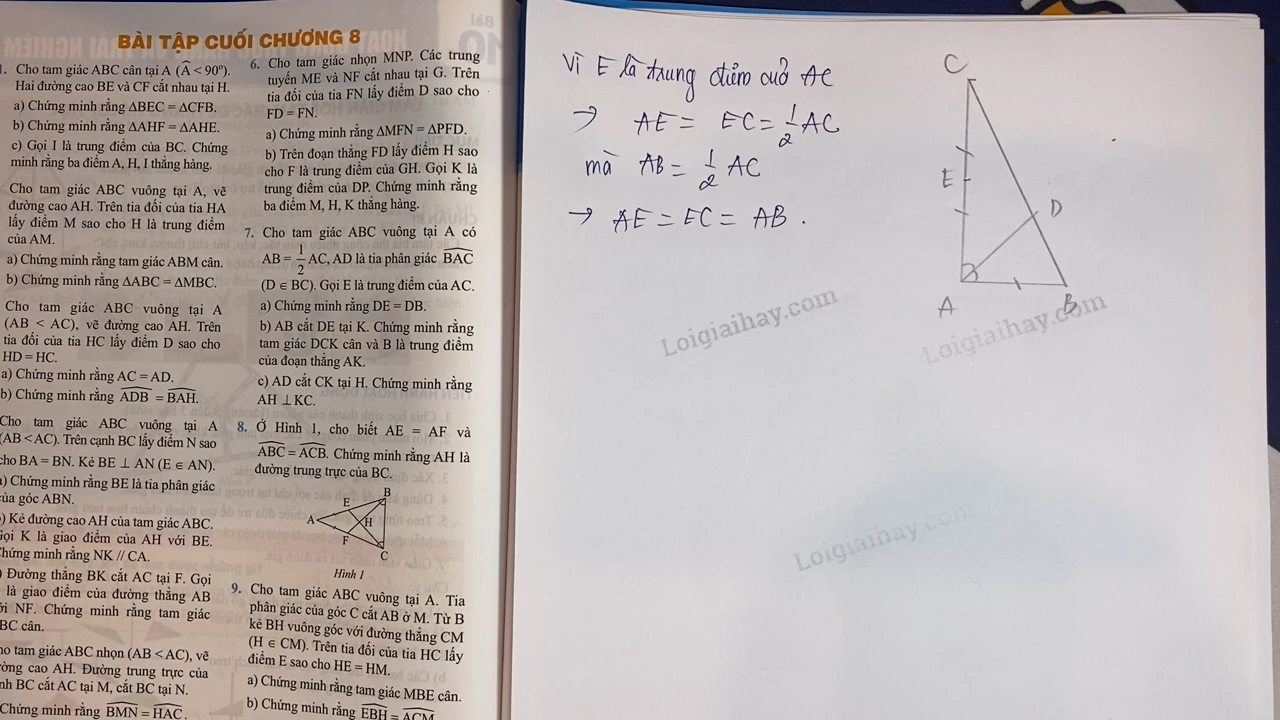 BÀI TẬP CUỐI CHƯƠNG 8
1. Cho tam giác ABC cân tại A (Â < 90°).
Hai đường cao BE và CF cắt nhau tại H.
a) Chứng minh rằng ΔBEC = ΔCFB.
b) Chứng minh rằng ΔAHF = ΔAHE.
c) Gọi I là trung điểm của BC. Chứng
minh rằng ba điểm A, H, I thẳng hàng.
Cho tam giác ABC vuông tại A, vẽ
đường cao AH. Trên tia đối của tia HA
lấy điểm M sao cho H là trung điểm
của AM.
a) Chứng minh rằng tam giác ABM cân.
b) Chứng minh rằng ΔABC = ΔMBC.
Cho tam giác ABC vuông tại A
(AB < AC), vẽ đường cao AH. Trên
tia đối của tia HC lấy điểm D sao cho
HD = HC.
a) Chứng minh rằng AC = AD.
b) Chứng minh rằng ADB = BAH.
Cho tam giác ABC vuông tại A
(AB < AC). Trên cạnh BC lấy điểm N sao
cho BA = BN. Kẻ BE ⊥ AN (E ∈ AN).
) Chứng minh rằng BE là tia phân giác
của góc ABN.
) Kẻ đường cao AH của tam giác ABC.
Gọi K là giao điểm của AH với BE.
Chứng minh rằng NK // CA.
) Đường thẳng BK cắt AC tại F. Gọi
là giao điểm của đường thẳng AB
NF. Chứng minh rằng tam giác
BC cân.
tam giác ABC nhọn (AB < AC), vẽ
cao AH. Đường trung trực của
BC cắt AC tại M, cắt BC tại N.
Chứng minh rằng BMN = HAC.
6. Cho tam giác nhọn MNP. Các trung
tuyến ME và NF cắt nhau tại G. Trên
tia đối của tia FN lấy điểm D sao cho
FD = FN.
a) Chứng minh rằng ΔMFN = ΔPFD.
b) Trên đoạn thẳng FD lấy điểm H sao
cho F là trung điểm của GH. Gọi K là
trung điểm của DP. Chứng minh rằng
ba điểm M, H, K thẳng hàng.
7. Cho tam giác ABC vuông tại A có
AB = 1/2 AC, AD là tia phân giác BAC
(D ∈ BC). Gọi E là trung điểm của AC.
a) Chứng minh rằng DE = DB.
b) AB cắt DE tại K. Chứng minh rằng
tam giác DCK cân và B là trung điểm
của đoạn thẳng AK.
c) AD cắt CK tại H. Chứng minh rằng
AH ⊥ KC.
8. Ở Hình 1, cho biết AE = AF và
ABC = ACB. Chứng minh rằng AH là
đường trung trực của BC.
B
E
A
H
F
C
Hình 1
9. Cho tam giác ABC vuông tại A. Tia
phân giác của góc C cắt AB ở M. Từ B
kẻ BH vuông góc với đường thẳng CM
(H ∈ CM). Trên tia đối của tia HC lấy
điểm E sao cho HE = HM.
a) Chứng minh rằng tam giác MBE cân.
b) Chứng minh rằng EBH = ACM
Vì E là trung điểm của AC
→ AE = EC = 1/2 AC
mà AB = 1/2 AC
→ AE = EC = AB .
C
E
D
A
B
Loigiaihay.com
Loigiaihay.com
Loigiaihay.com